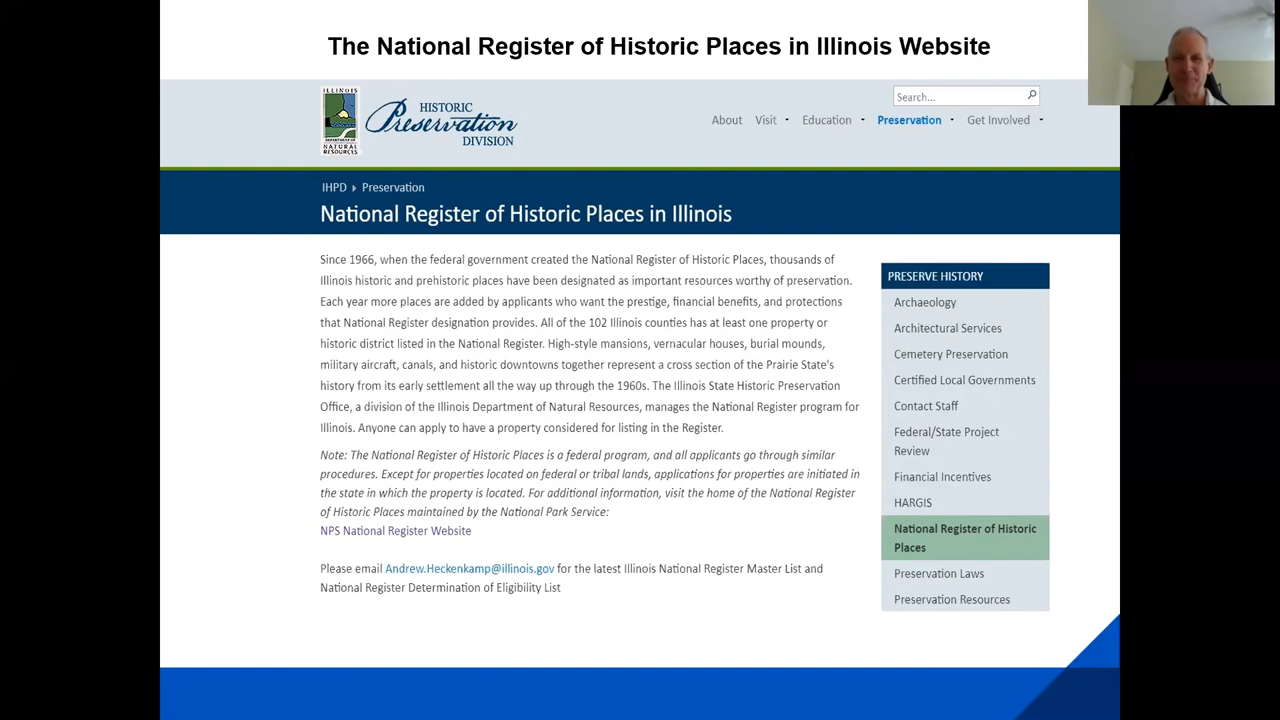 The National Register of Historic Places in Illinois Website
ILLINOIS
DEPARTMENT OF
NATURAL
RESOURCES
HISTORIC
Preservation
DIVISION
Search...
About Visit Education Preservation Get Involved
IHPD Preservation
National Register of Historic Places in Illinois
Since 1966, when the federal government created the National Register of Historic Places, thousands of
Illinois historic and prehistoric places have been designated as important resources worthy of preservation.
Each year more places are added by applicants who want the prestige, financial benefits, and protections
that National Register designation provides. All of the 102 Illinois counties has at least one property or
historic district listed in the National Register. High-style mansions, vernacular houses, burial mounds,
military aircraft, canals, and historic downtowns together represent a cross section of the Prairie State's
history from its early settlement all the way up through the 1960s. The Illinois State Historic Preservation
Office, a division of the Illinois Department of Natural Resources, manages the National Register program for
Illinois. Anyone can apply to have a property considered for listing in the Register.
Note: The National Register of Historic Places is a federal program, and all applicants go through similar
procedures. Except for properties located on federal or tribal lands, applications for properties are initiated in
the state in which the property is located. For additional information, visit the home of the National Register
of Historic Places maintained by the National Park Service:
NPS National Register Website
Please email Andrew.Heckenkamp@illinois.gov for the latest Illinois National Register Master List and
National Register Determination of Eligibility List
PRESERVE HISTORY
Archaeology
Architectural Services
Cemetery Preservation
Certified Local Governments
Contact Staff
Federal/State Project
Review
Financial Incentives
HARGIS
National Register of Historic
Places
Preservation Laws
Preservation Resources